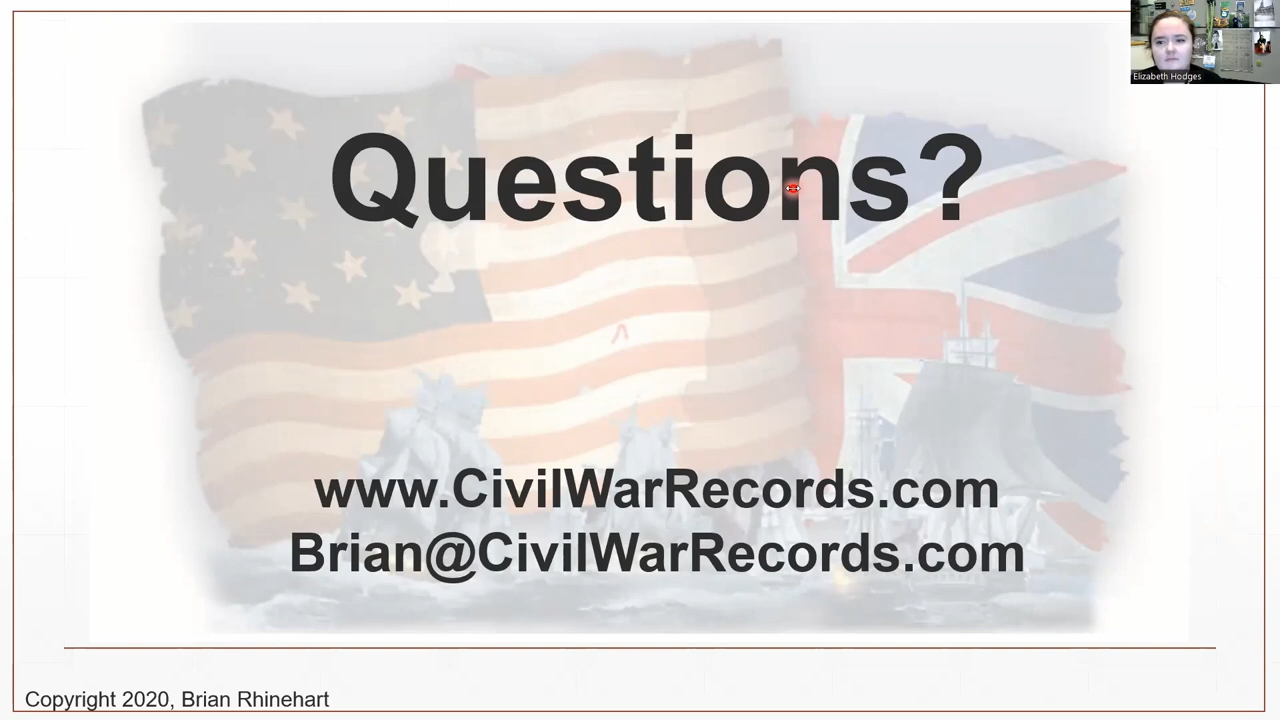 Elizabeth Hodges
Questions?
www.CivilWarRecords.com
Brian@CivilWarRecords.com
Copyright 2020, Brian Rhinehart